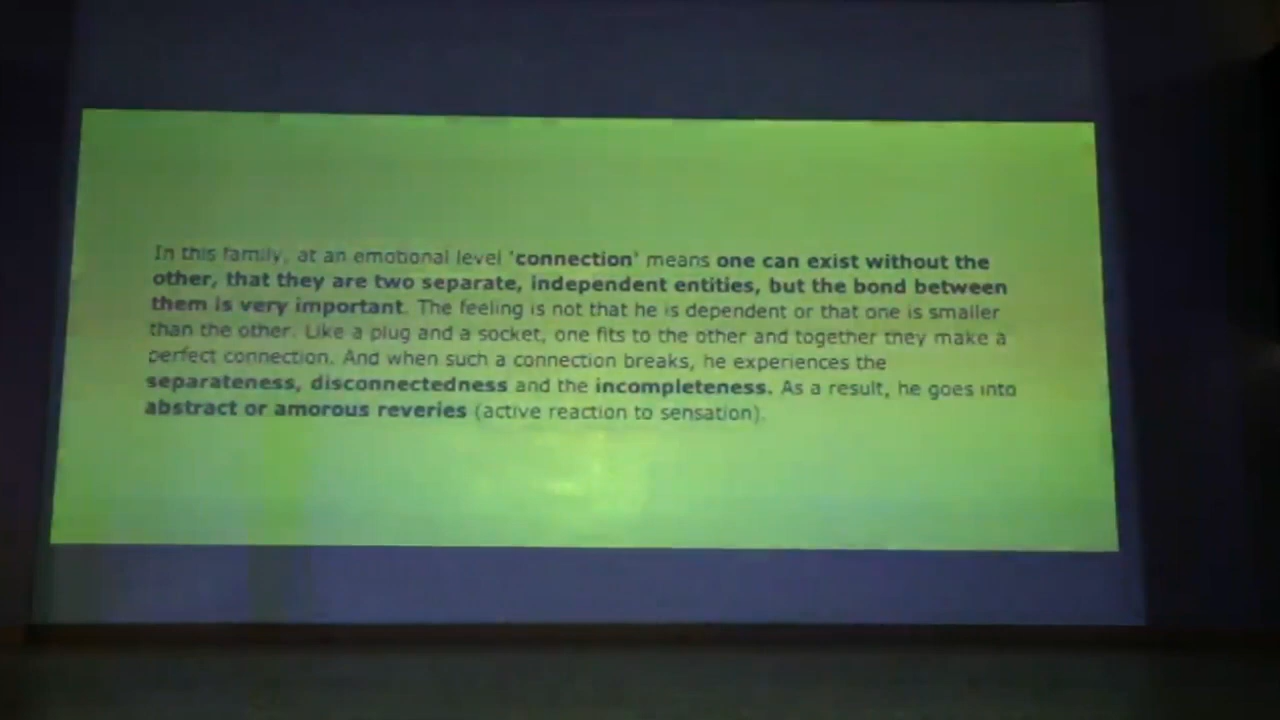 In this family, at an emotional level 'connection' means one can exist without the
other, that they are two separate, independent entities, but the bond between
them is very important. The feeling is not that he is dependent or that one is smaller
than the other. Like a plug and a socket, one fits to the other and together they make a
perfect connection. And when such a connection breaks, he experiences the
separateness, disconnectedness and the incompleteness. As a result, he goes into
abstract or amorous reveries (active reaction to sensation).